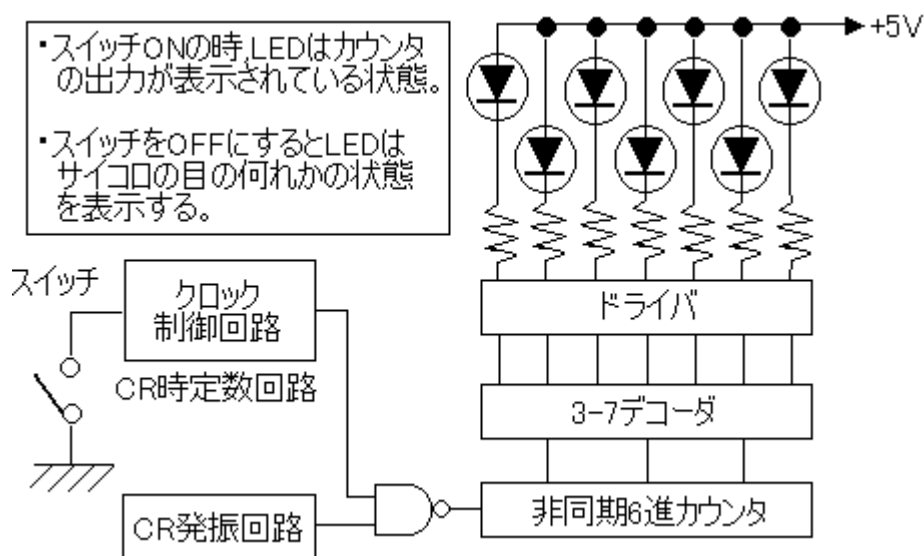 ・スイッチONの時,LEDはカウンタ
の出力が表示されている状態。
・スイッチをOFFにするとLEDは
サイコロの目の何れかの状態
を表示する。
+5V
スイッチ
クロック
制御回路
CR時定数回路
ドライバ
3-7デコーダ
非同期6進カウンタ
CR発振回路